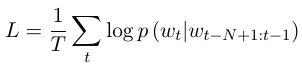 L = \frac{1}{T} \sum_{t} \log p \left( w_t | w_{t-N+1:t-1} \right)